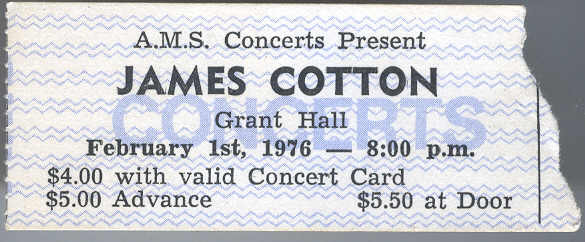 A.M.S. Concerts Present
JAMES COTTON
CONCERTS
Grant Hall
February 1st, 1976 — 8:00 p.m.
$4.00 with valid Concert Card
$5.00 Advance $5.50 at Door